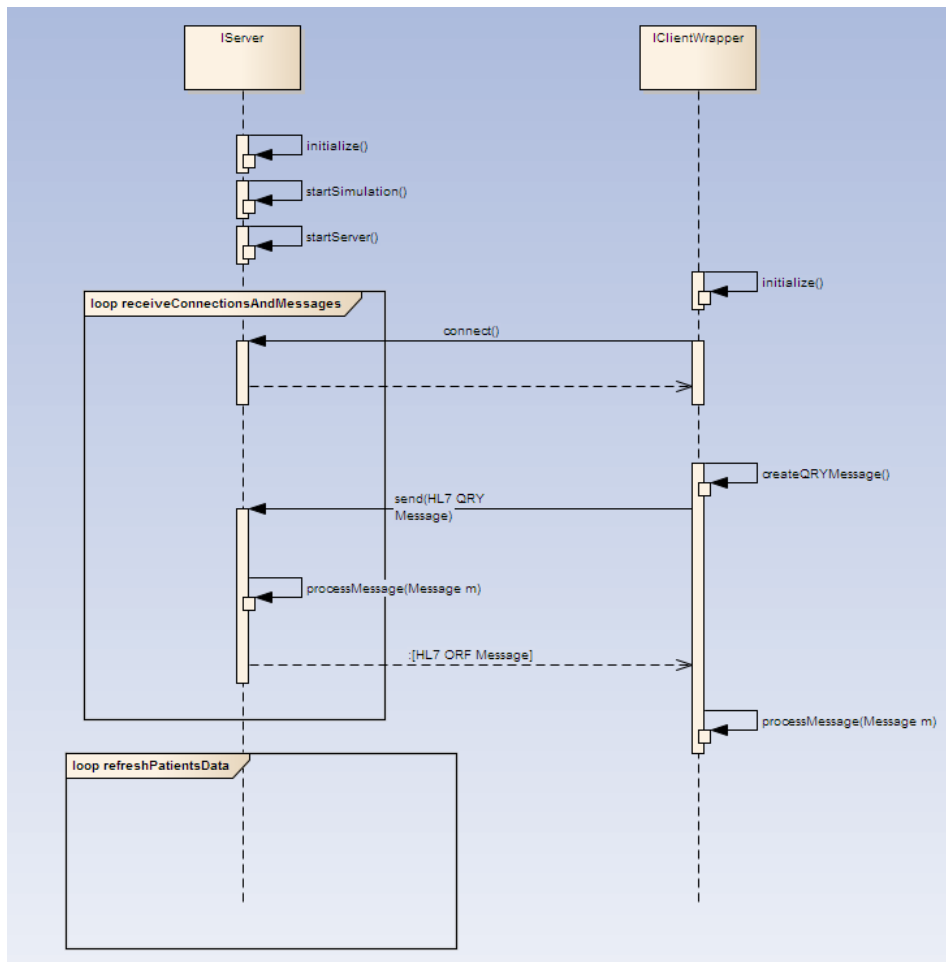 IServer
IClientWrapper
initialize()
startSimulation()
startServer()
initialize()
loop receiveConnectionsAndMessages
connect()
createQRYMessage()
send(HL7 QRY
Message)
processMessage(Message m)
:[HL7 ORF Message]
processMessage(Message m)
loop refreshPatientsData